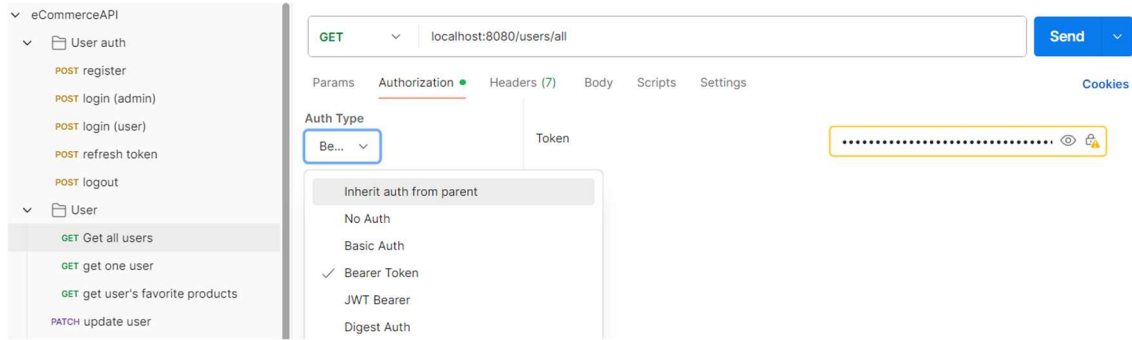 eCommerceAPI
User auth
POST register
POST login (admin)
POST login (user)
POST refresh token
POST logout
User
GET Get all users
GET get one user
GET get user's favorite products
PATCH update user
GET localhost:8080/users/all Send
Params Authorization Headers (7) Body Scripts Settings Cookies
Auth Type
Be...
Token
Inherit auth from parent
No Auth
Basic Auth
Bearer Token
JWT Bearer
Digest Auth